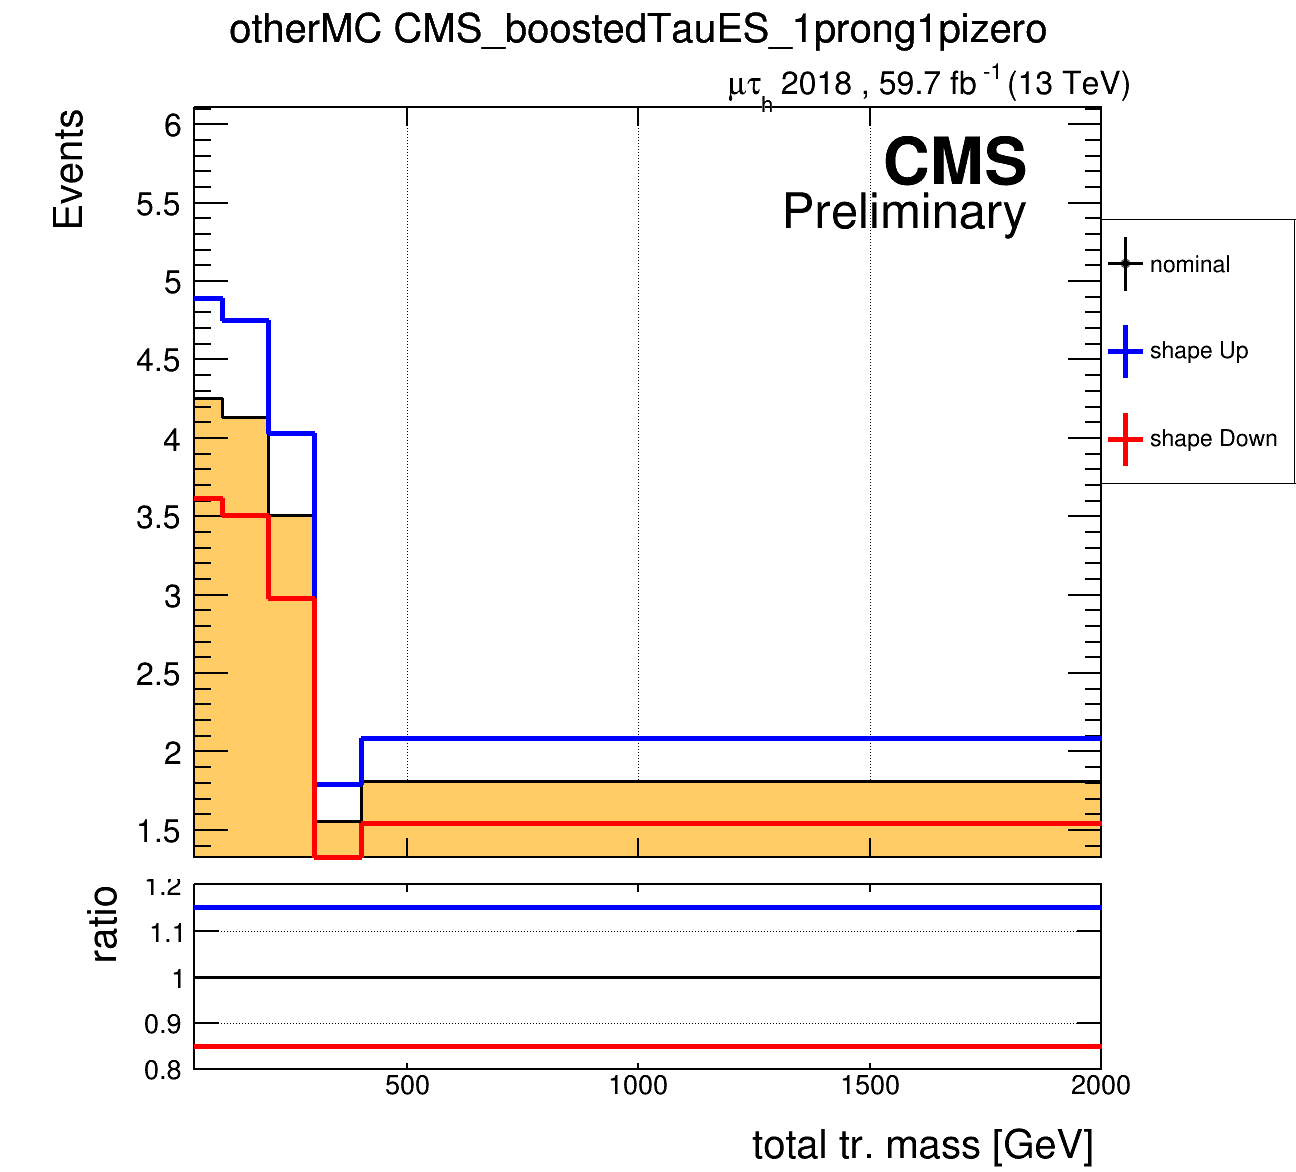 otherMC CMS_boostedTauES_1prong1pizero
μτh 2018 , 59.7 fb-1 (13 TeV)
Events
6
5.5
5
4.5
4
3.5
3
2.5
2
1.5
CMS
Preliminary
nominal
shape Up
shape Down
ratio
1.2
1.1
1
0.9
0.8
500
1000
1500
2000
total tr. mass [GeV]